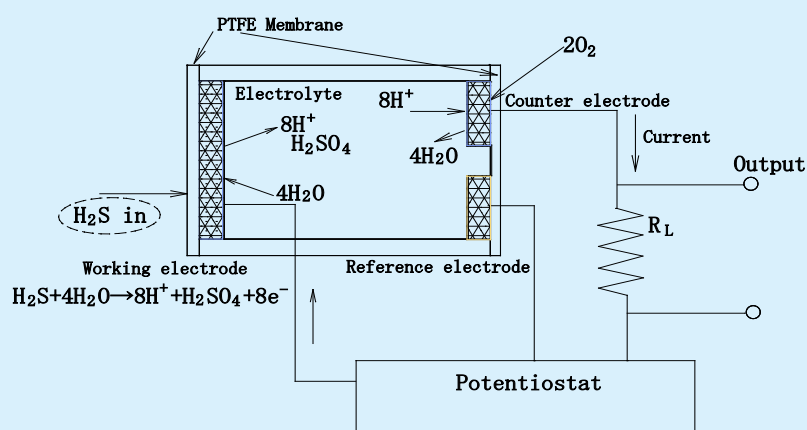 PTFE Membrane
2O₂
Electrolyte
8H⁺
Counter electrode
8H⁺
H₂SO₄
4H₂O
Current
Output
4H₂O
H₂S in
R_L
Working electrode
Reference electrode
H₂S+4H₂O→8H⁺+H₂SO₄+8e⁻
Potentiostat